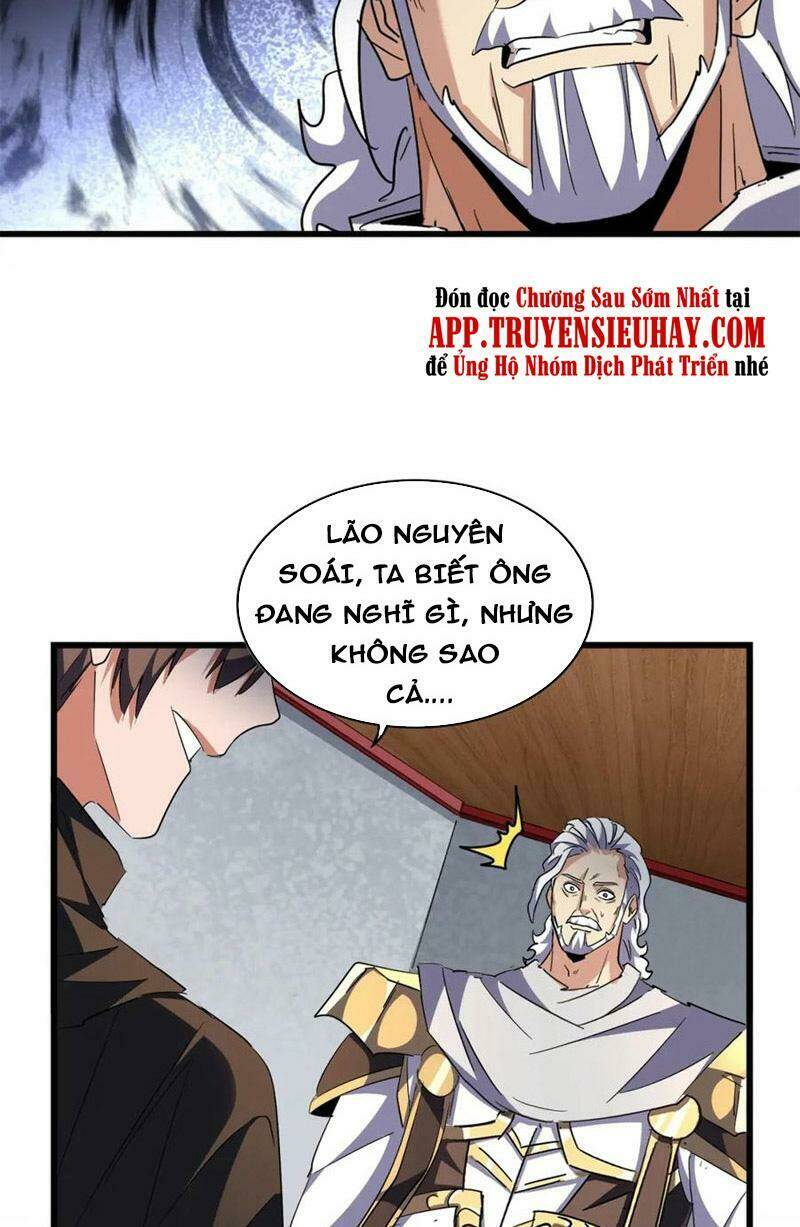 Đón đọc Chương Sau Sớm Nhất tại
APP.TRUYENSIEUHAY.COM
để Ủng Hộ Nhóm Dịch Phát Triển nhé
LÃO NGUYÊN
SOÁI, TA BIẾT ÔNG
ĐANG NGHĨ GÌ, NHƯNG
KHÔNG SAO
CẢ....